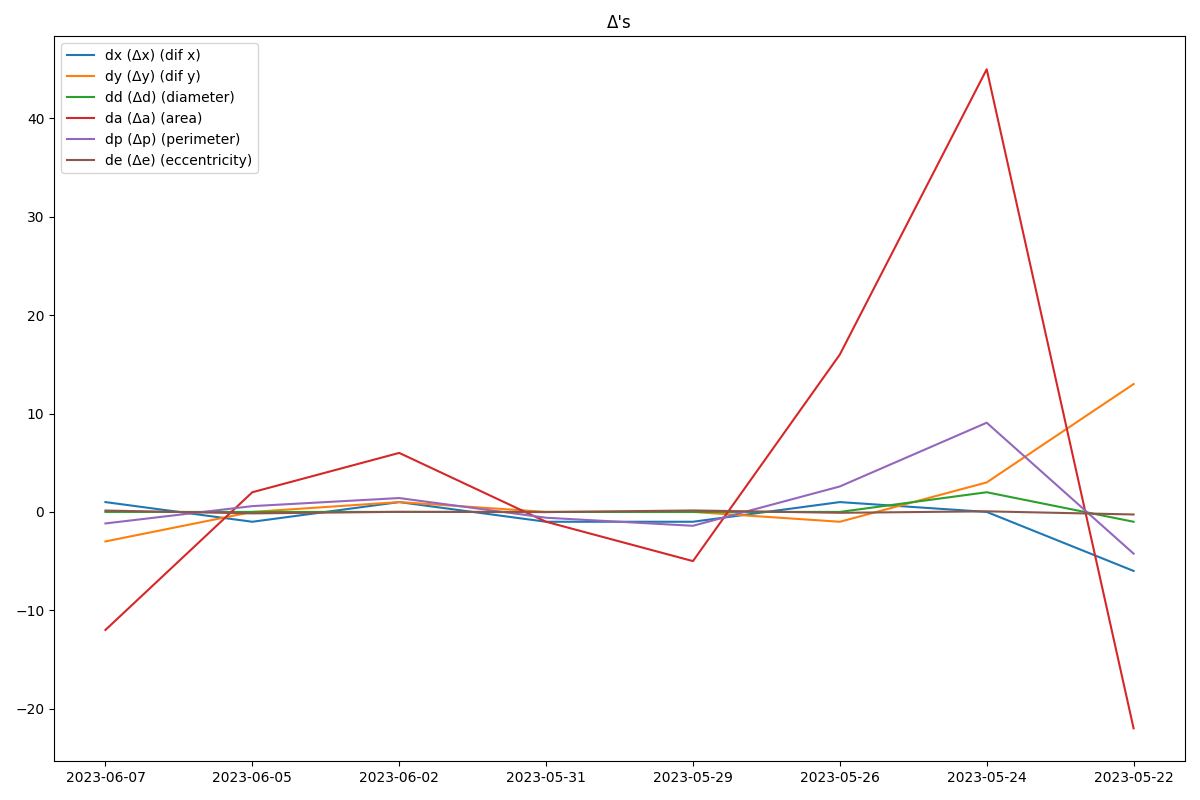 Δ's
dx (Δx) (dif x)
dy (Δy) (dif y)
dd (Δd) (diameter)
da (Δa) (area)
dp (Δp) (perimeter)
de (Δe) (eccentricity)
40
30
20
10
0
−10
−20
2023-06-07 2023-06-05 2023-06-02 2023-05-31 2023-05-29 2023-05-26 2023-05-24 2023-05-22